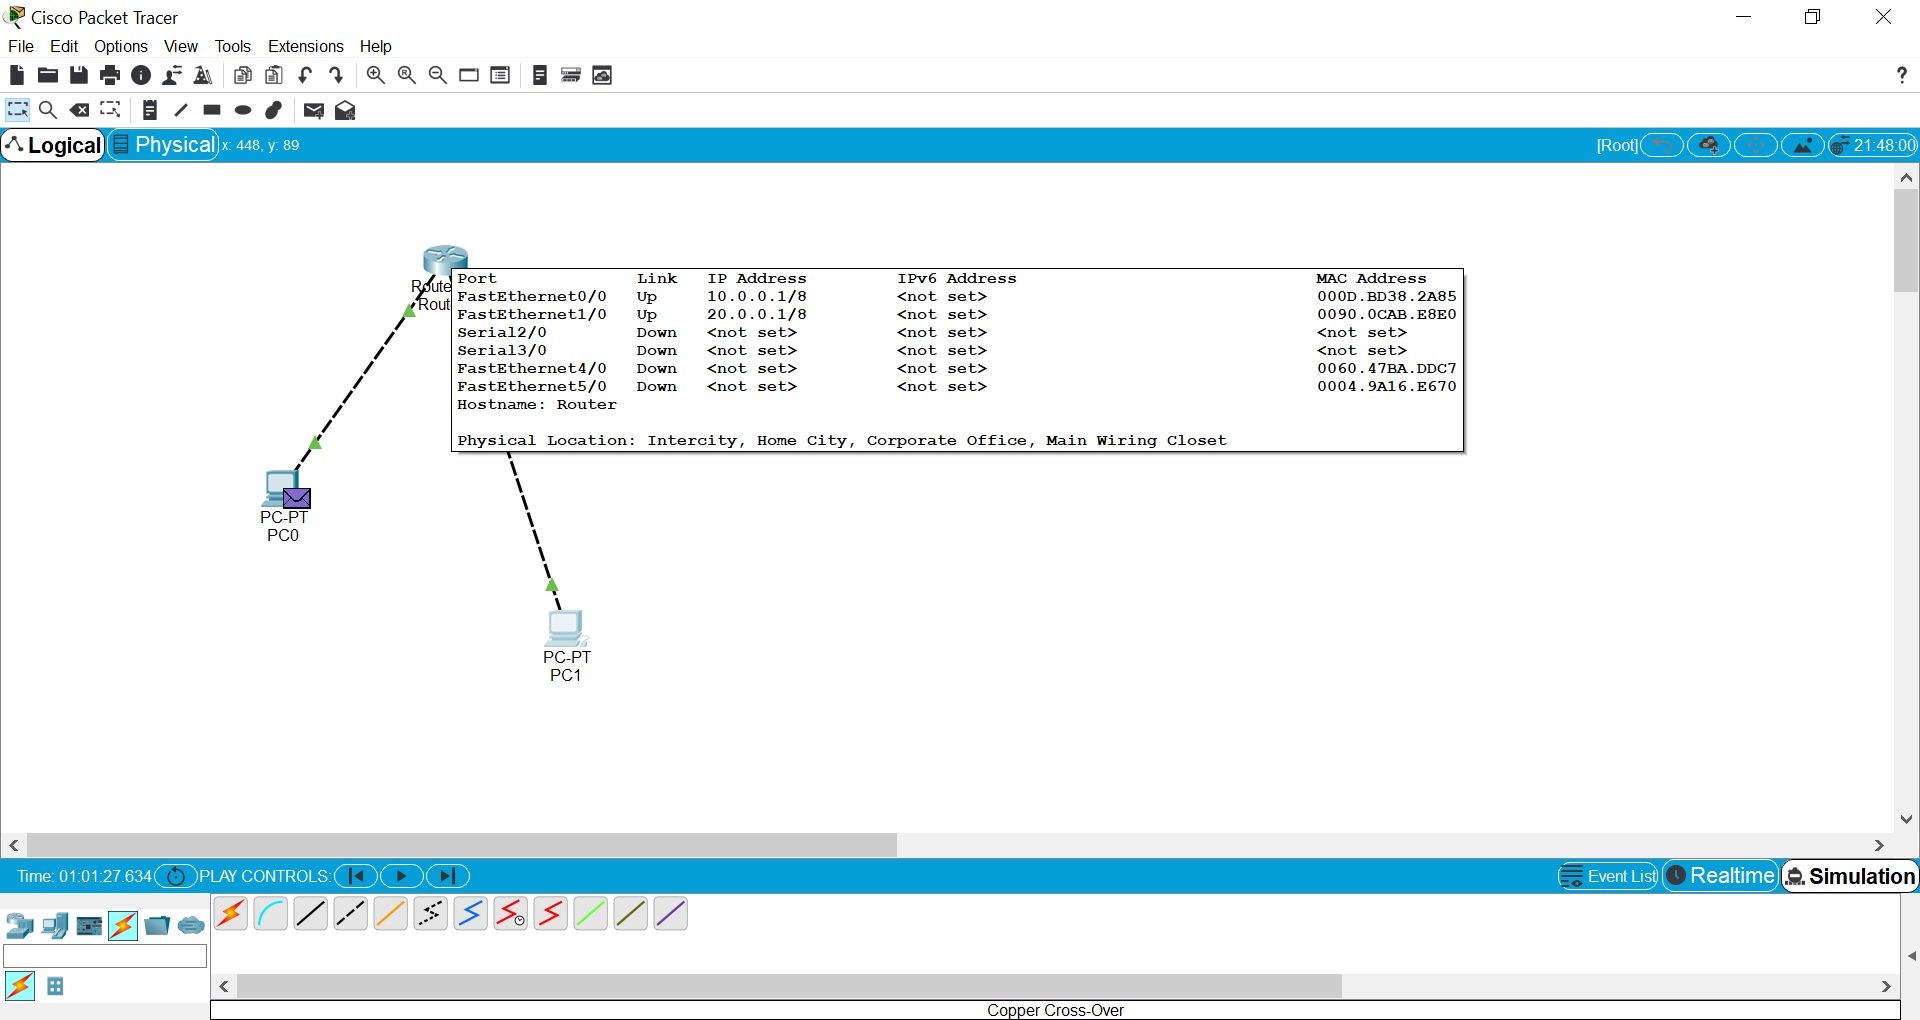 Cisco Packet Tracer
File Edit Options View Tools Extensions Help
?
Logical Physical x: 448, y: 89 [Root] 21:48:00
Port Link IP Address IPv6 Address MAC Address
FastEthernet0/0 Up 10.0.0.1/8 <not set> 000D.BD38.2A85
FastEthernet1/0 Up 20.0.0.1/8 <not set> 0090.0CAB.E8E0
Serial2/0 Down <not set> <not set> <not set>
Serial3/0 Down <not set> <not set> <not set>
FastEthernet4/0 Down <not set> <not set> 0060.47BA.DDC7
FastEthernet5/0 Down <not set> <not set> 0004.9A16.E670
Hostname: Router
Physical Location: Intercity, Home City, Corporate Office, Main Wiring Closet
Route
Rout
PC-PT
PC0
PC-PT
PC1
Time: 01:01:27.634 PLAY CONTROLS: Event List Realtime Simulation
Copper Cross-Over